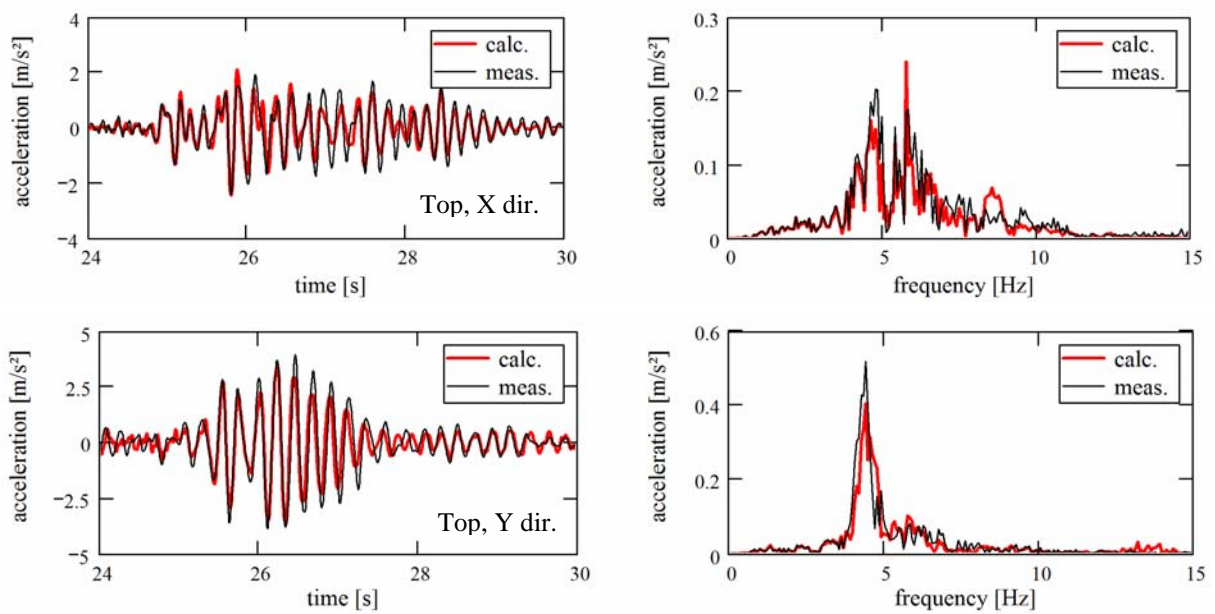 4
2
0
−2
−4
acceleration [m/s²]
calc.
meas.
Top, X dir.
24 26 28 30
time [s]
0.3
0.2
0.1
0
acceleration [m/s²]
calc.
meas.
0 5 10 15
frequency [Hz]
5
2.5
0
−2.5
−5
acceleration [m/s²]
calc.
meas.
Top, Y dir.
24 26 28 30
time [s]
0.6
0.4
0.2
0
acceleration [m/s²]
calc.
meas.
0 5 10 15
frequency [Hz]